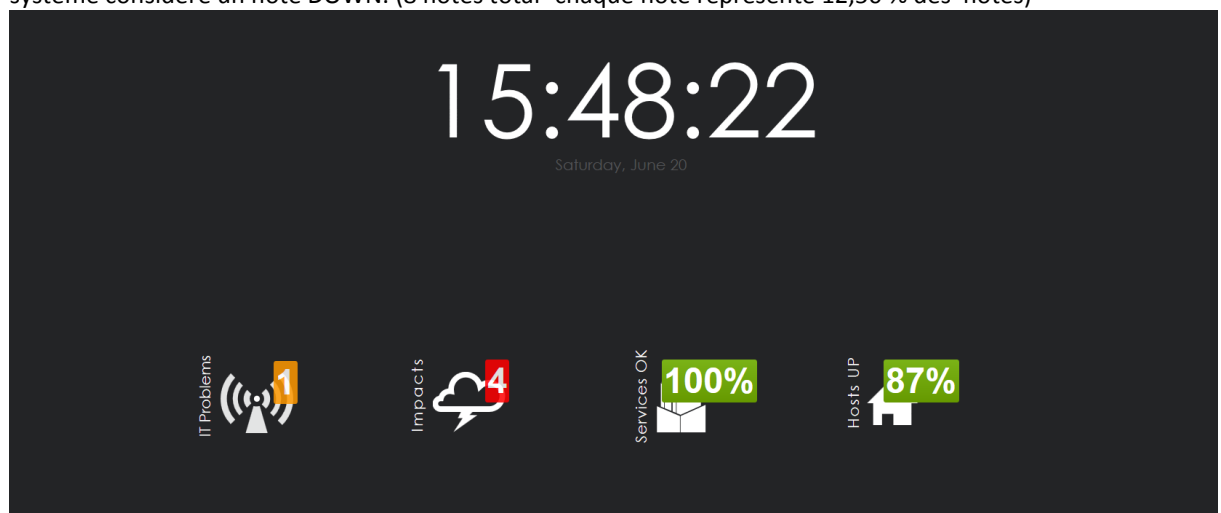 système considère un hôte DOWN. (8 hôtes total chaque hôte représente 12,50 % des hôtes)
15:48:22
Saturday, June 20
IT Problems
1
Impacts
4
Services OK
100%
Hosts UP
87%